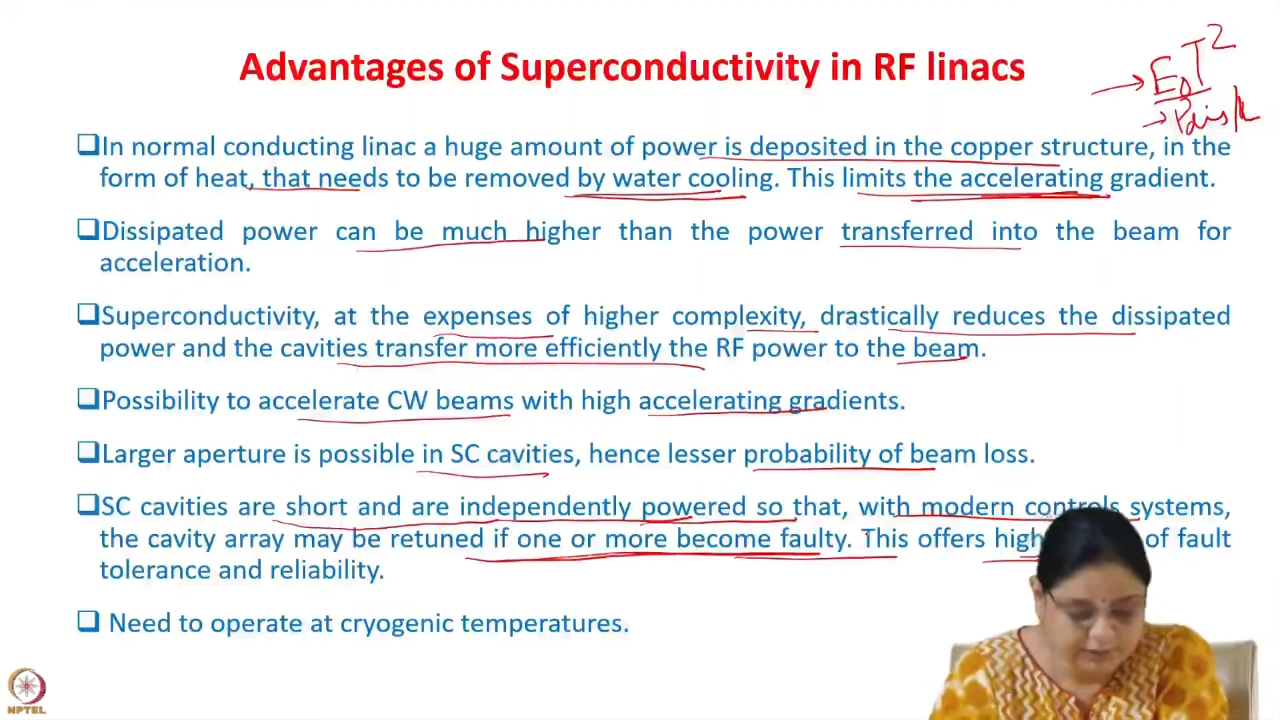 Advantages of Superconductivity in RF linacs
E₀T²
Pdis/L
In normal conducting linac a huge amount of power is deposited in the copper structure, in the
form of heat, that needs to be removed by water cooling. This limits the accelerating gradient.
Dissipated power can be much higher than the power transferred into the beam for
acceleration.
Superconductivity, at the expenses of higher complexity, drastically reduces the dissipated
power and the cavities transfer more efficiently the RF power to the beam.
Possibility to accelerate CW beams with high accelerating gradients.
Larger aperture is possible in SC cavities, hence lesser probability of beam loss.
SC cavities are short and are independently powered so that, with modern controls systems,
the cavity array may be retuned if one or more become faulty. This offers high of fault
tolerance and reliability.
Need to operate at cryogenic temperatures.
NPTEL